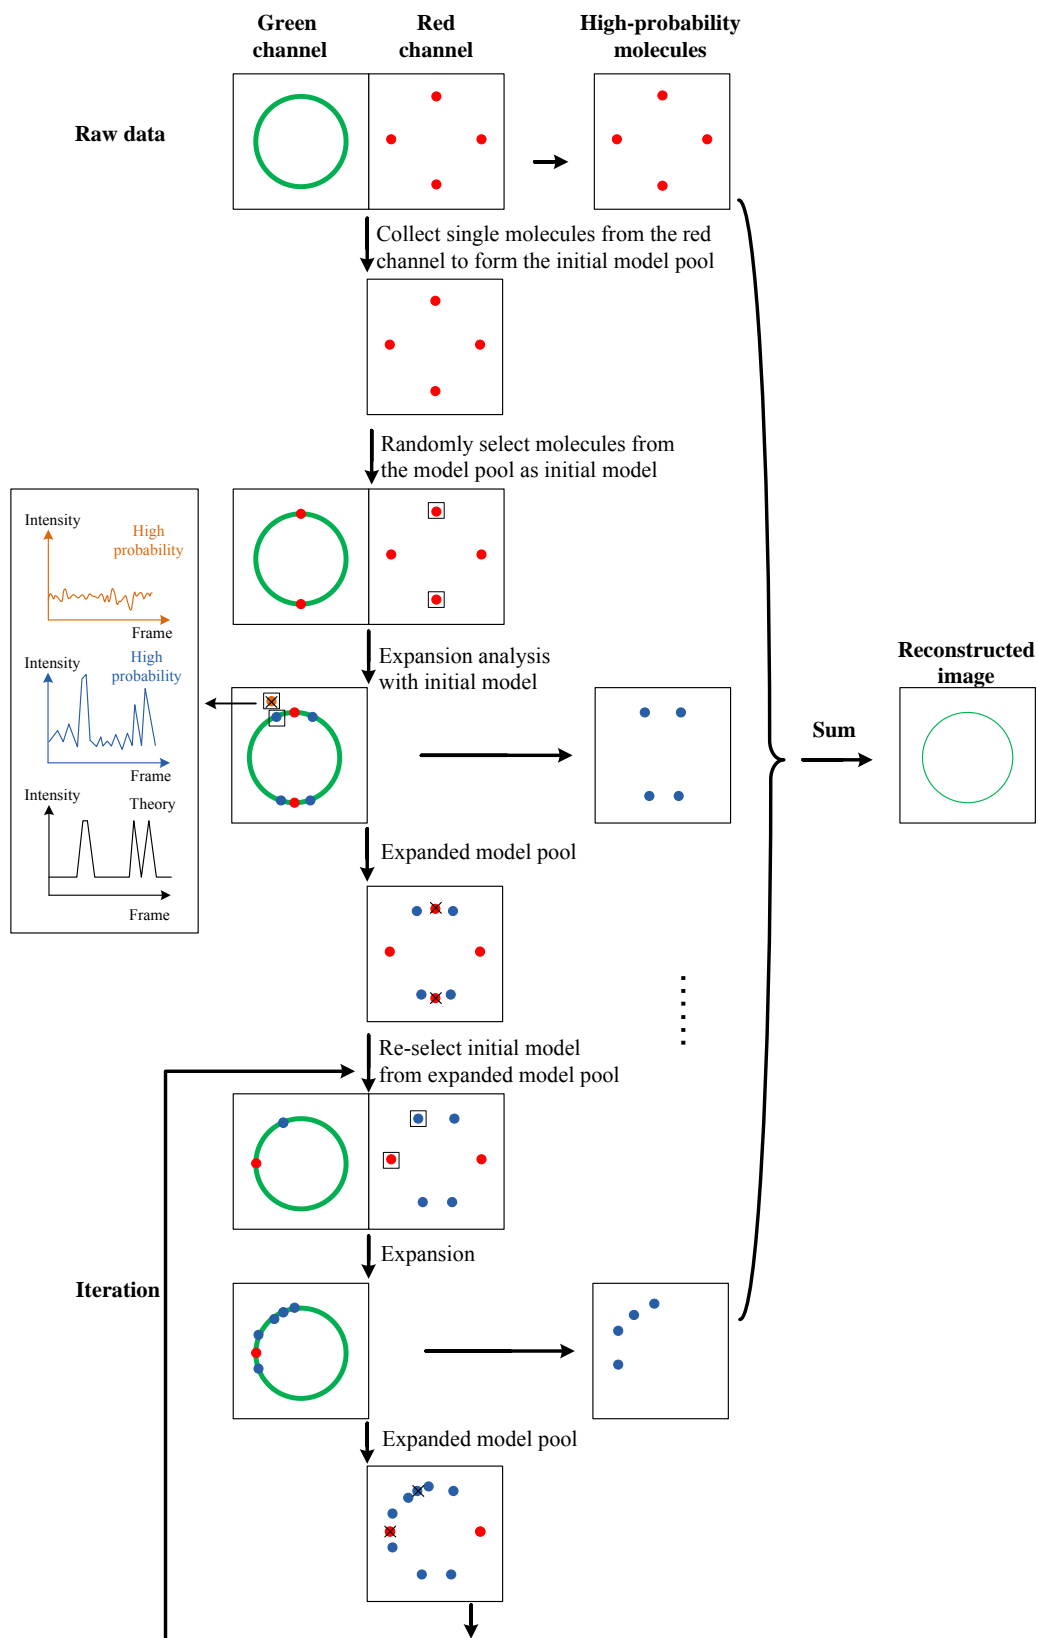 Green
channel
Red
channel
High-probability
molecules
Raw data
Collect single molecules from the red
channel to form the initial model pool
Randomly select molecules from
the model pool as initial model
Intensity
High
probability
Frame
Intensity
High
probability
Frame
Intensity
Theory
Frame
Expansion analysis
with initial model
Reconstructed
image
Sum
Expanded model pool
Re-select initial model
from expanded model pool
Expansion
Iteration
Expanded model pool